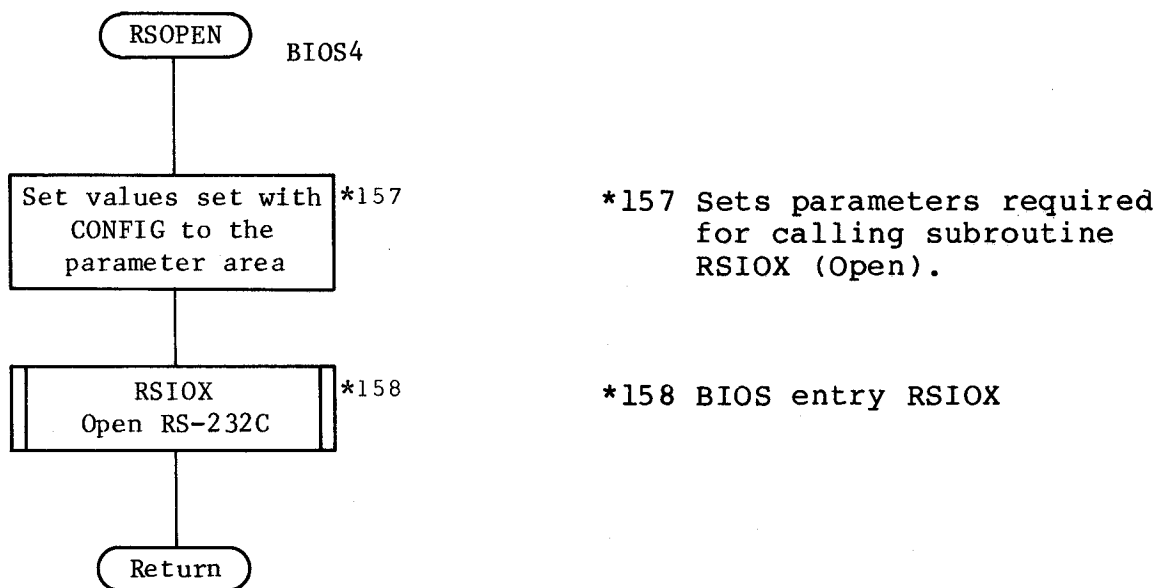 RSOPEN
BIOS4
Set values set with *157
CONFIG to the
parameter area
*157 Sets parameters required
for calling subroutine
RSIOX (Open).
RSIOX *158
Open RS-232C
*158 BIOS entry RSIOX
Return